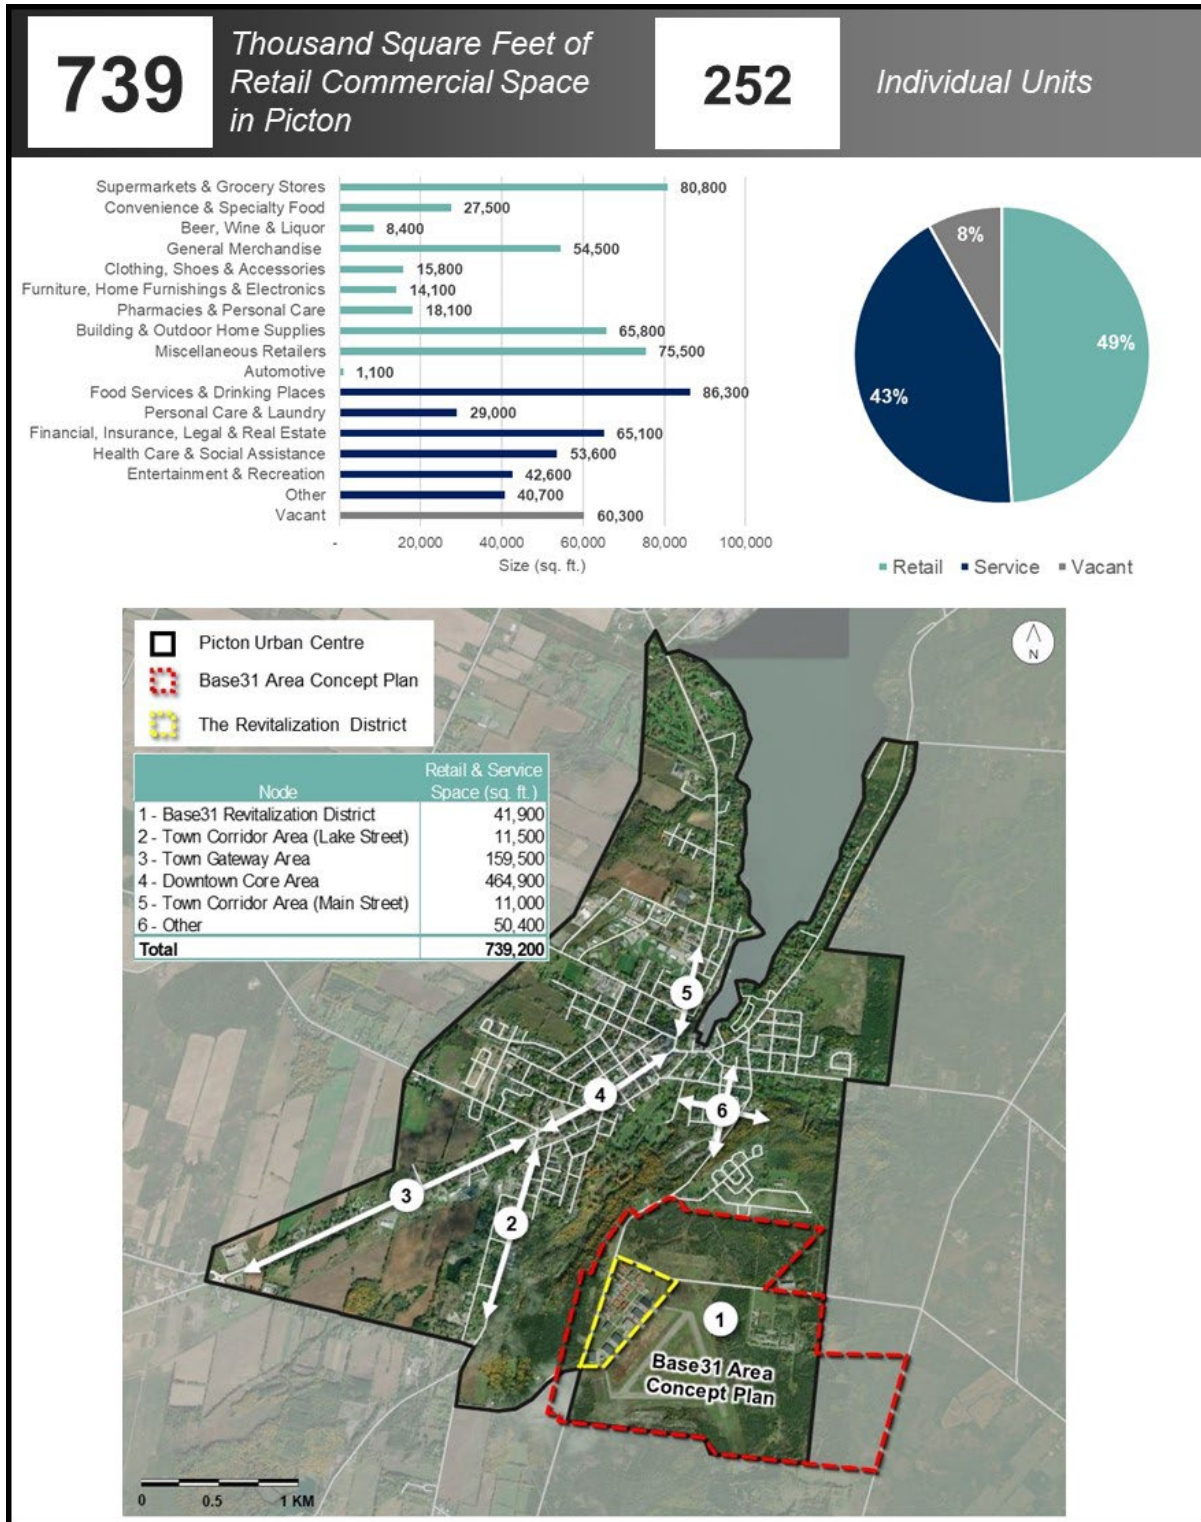 739
Thousand Square Feet of
Retail Commercial Space
in Picton
252
Individual Units
Supermarkets & Grocery Stores 80,800
Convenience & Specialty Food 27,500
Beer, Wine & Liquor 8,400
General Merchandise 54,500
Clothing, Shoes & Accessories 15,800
Furniture, Home Furnishings & Electronics 14,100
Pharmacies & Personal Care 18,100
Building & Outdoor Home Supplies 65,800
Miscellaneous Retailers 75,500
Automotive 1,100
Food Services & Drinking Places 86,300
Personal Care & Laundry 29,000
Financial, Insurance, Legal & Real Estate 65,100
Health Care & Social Assistance 53,600
Entertainment & Recreation 42,600
Other 40,700
Vacant 60,300
- 20,000 40,000 60,000 80,000 100,000
Size (sq. ft.)
8%
49%
43%
Retail Service Vacant
Picton Urban Centre
Base31 Area Concept Plan
The Revitalization District
N
Node Retail & Service Space (sq. ft.)
1 - Base31 Revitalization District 41,900
2 - Town Corridor Area (Lake Street) 11,500
3 - Town Gateway Area 159,500
4 - Downtown Core Area 464,900
5 - Town Corridor Area (Main Street) 11,000
6 - Other 50,400
Total 739,200
5
4
6
3
2
1
Base31 Area
Concept Plan
0 0.5 1 KM